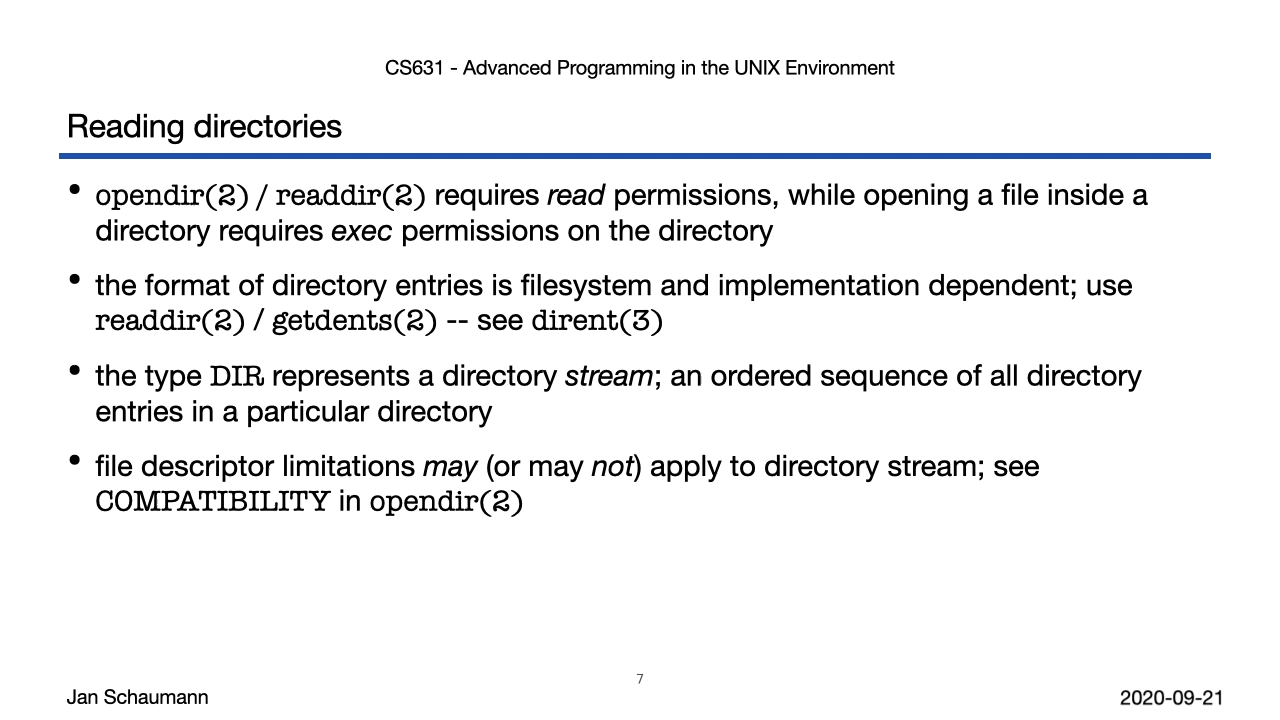 CS631 - Advanced Programming in the UNIX Environment
Reading directories
• opendir(2) / readdir(2) requires read permissions, while opening a file inside a
directory requires exec permissions on the directory
• the format of directory entries is filesystem and implementation dependent; use
readdir(2) / getdents(2) -- see dirent(3)
• the type DIR represents a directory stream; an ordered sequence of all directory
entries in a particular directory
• file descriptor limitations may (or may not) apply to directory stream; see
COMPATIBILITY in opendir(2)
7
Jan Schaumann
2020-09-21